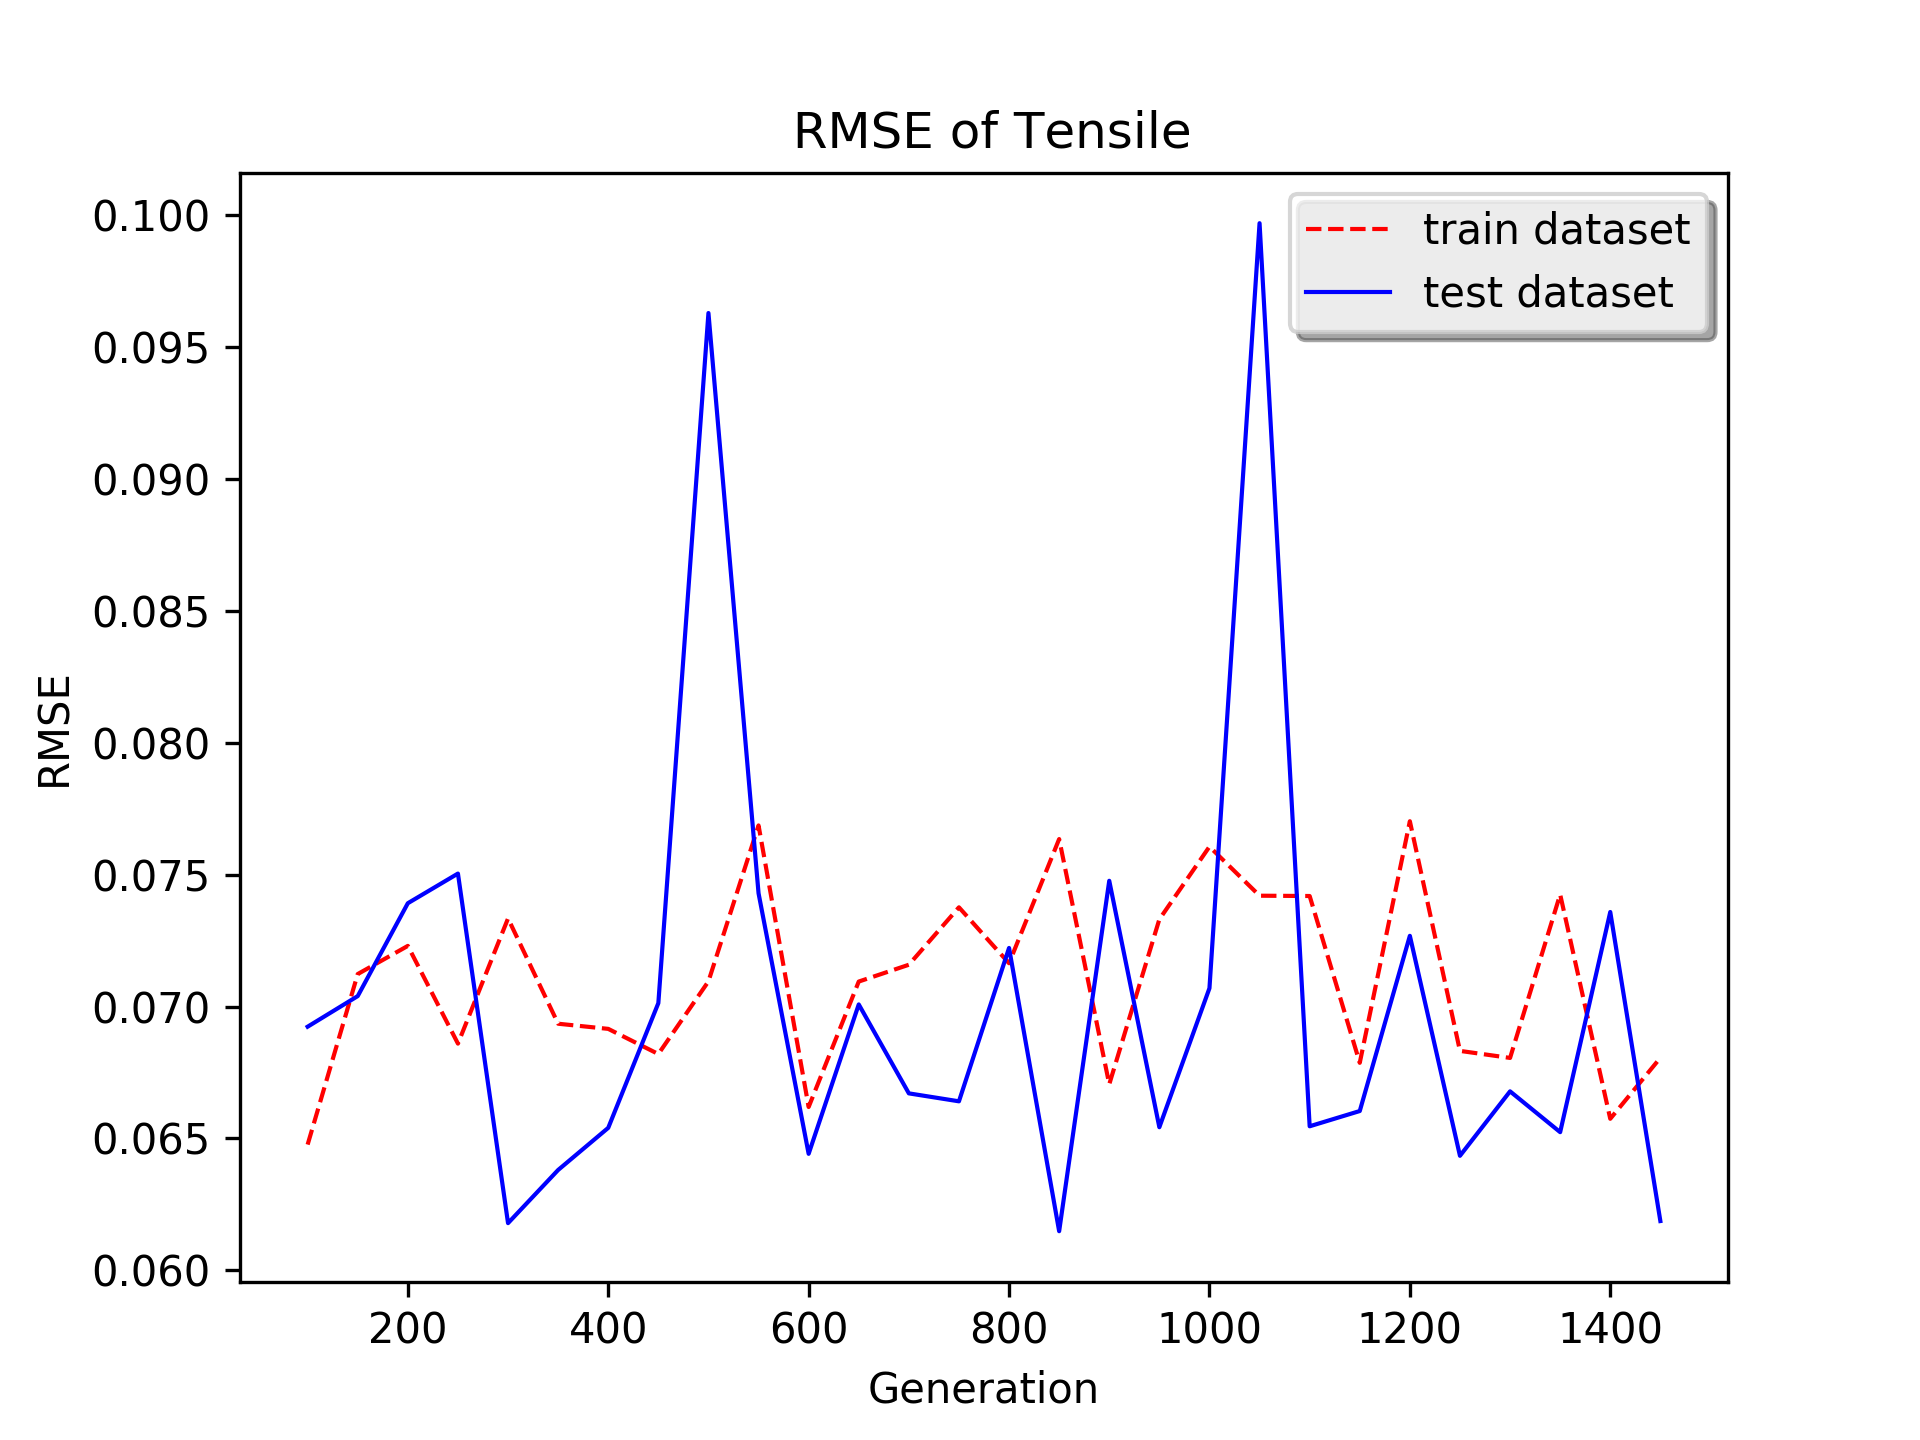 RMSE of Tensile
train dataset
test dataset
0.100
0.095
0.090
0.085
0.080
0.075
0.070
0.065
0.060
RMSE
200 400 600 800 1000 1200 1400
Generation